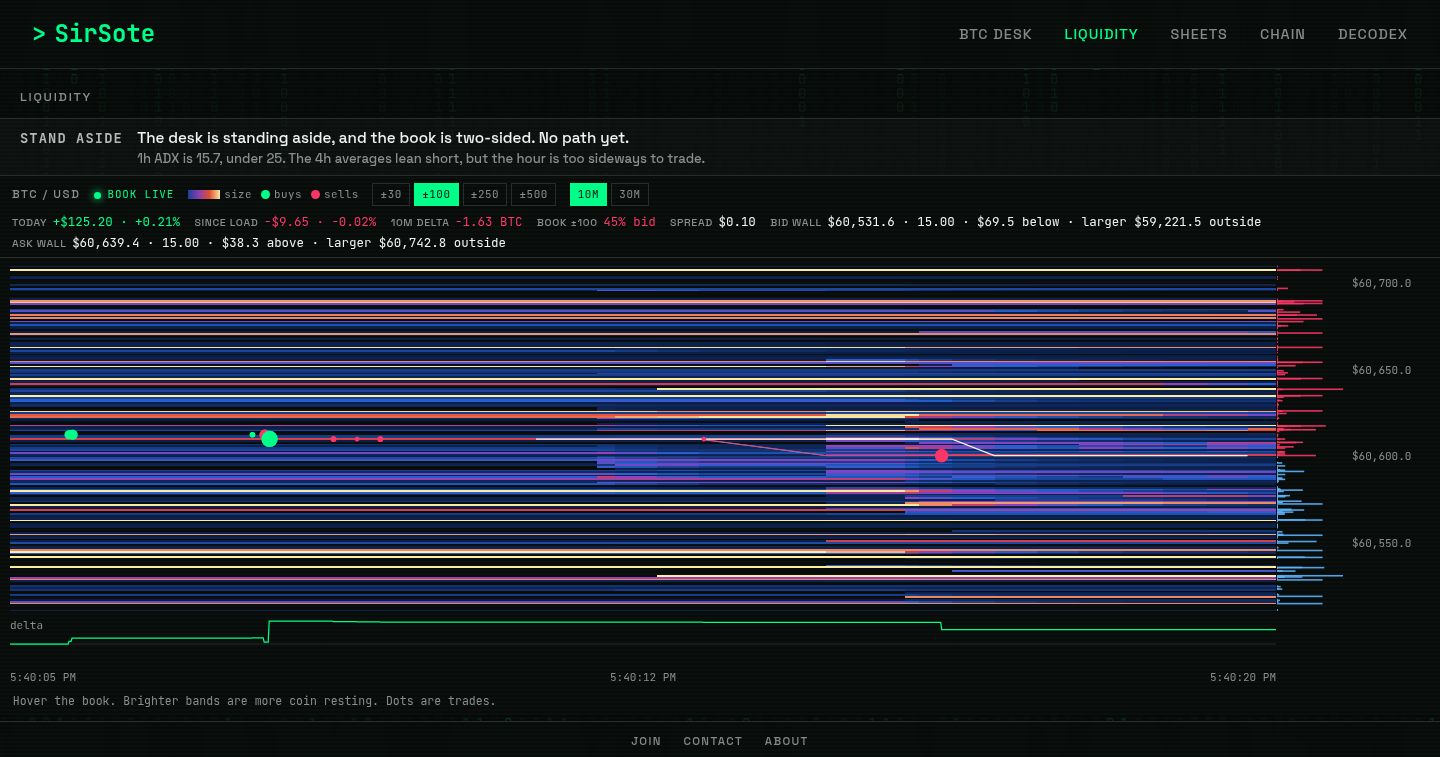 > SirSote
BTC DESK LIQUIDITY SHEETS CHAIN DECODEX
LIQUIDITY
STAND ASIDE The desk is standing aside, and the book is two-sided. No path yet.
1h ADX is 15.7, under 25. The 4h averages lean short, but the hour is too sideways to trade.
BTC / USD BOOK LIVE size buys sells ±30 ±100 ±250 ±500 10M 30M
TODAY +$125.20 · +0.21% SINCE LOAD -$9.65 · -0.02% 10M DELTA -1.63 BTC BOOK ±100 45% bid SPREAD $0.10 BID WALL $60,531.6 · 15.00 · $69.5 below · larger $59,221.5 outside
ASK WALL $60,639.4 · 15.00 · $38.3 above · larger $60,742.8 outside
$60,700.0
$60,650.0
$60,600.0
$60,550.0
delta
5:40:05 PM 5:40:12 PM 5:40:20 PM
Hover the book. Brighter bands are more coin resting. Dots are trades.
JOIN CONTACT ABOUT